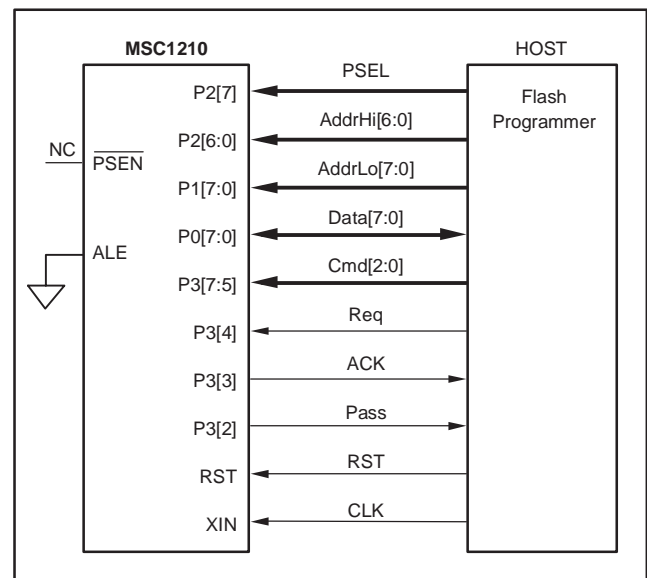 MSC1210
HOST
PSEL
P2[7]
Flash
Programmer
AddrHi[6:0]
P2[6:0]
NC
PSEN
AddrLo[7:0]
P1[7:0]
Data[7:0]
P0[7:0]
ALE
Cmd[2:0]
P3[7:5]
Req
P3[4]
ACK
P3[3]
Pass
P3[2]
RST
RST
CLK
XIN